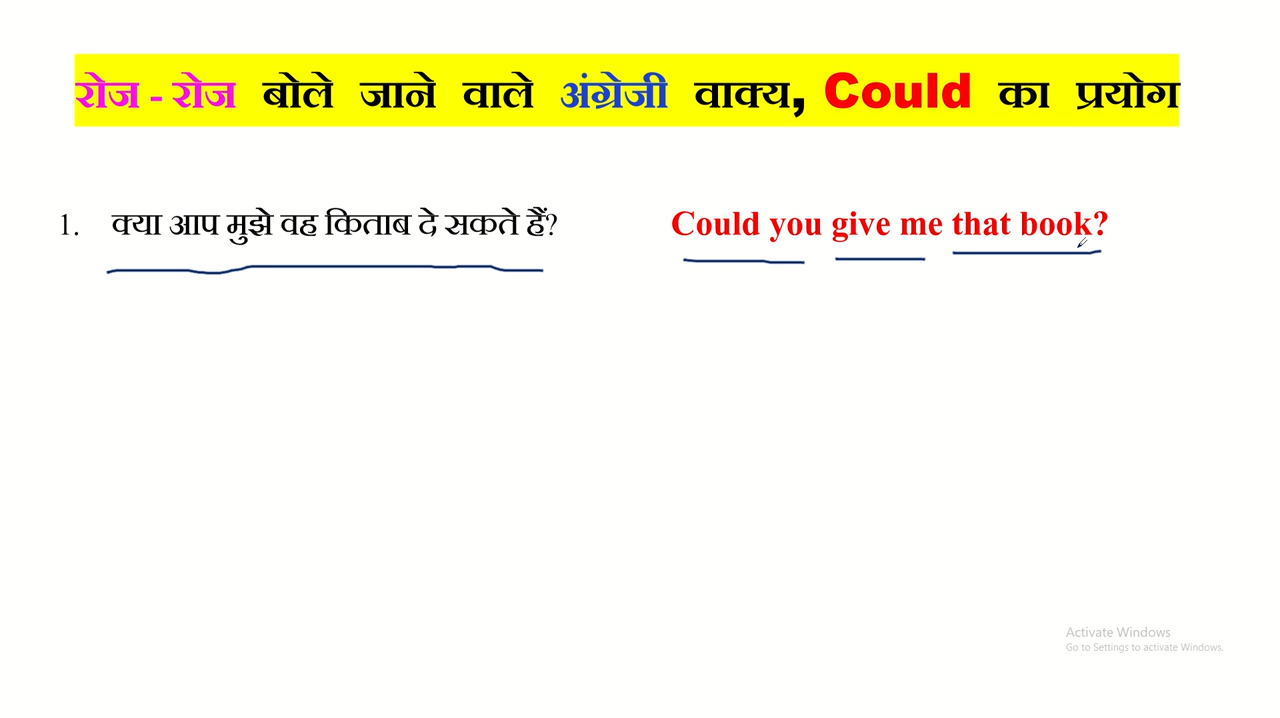 रोज - रोज बोले जाने वाले अंग्रेजी वाक्य, Could का प्रयोग
1. क्या आप मुझे वह किताब दे सकते हैं? Could you give me that book?
Activate Windows
Go to Settings to activate Windows.